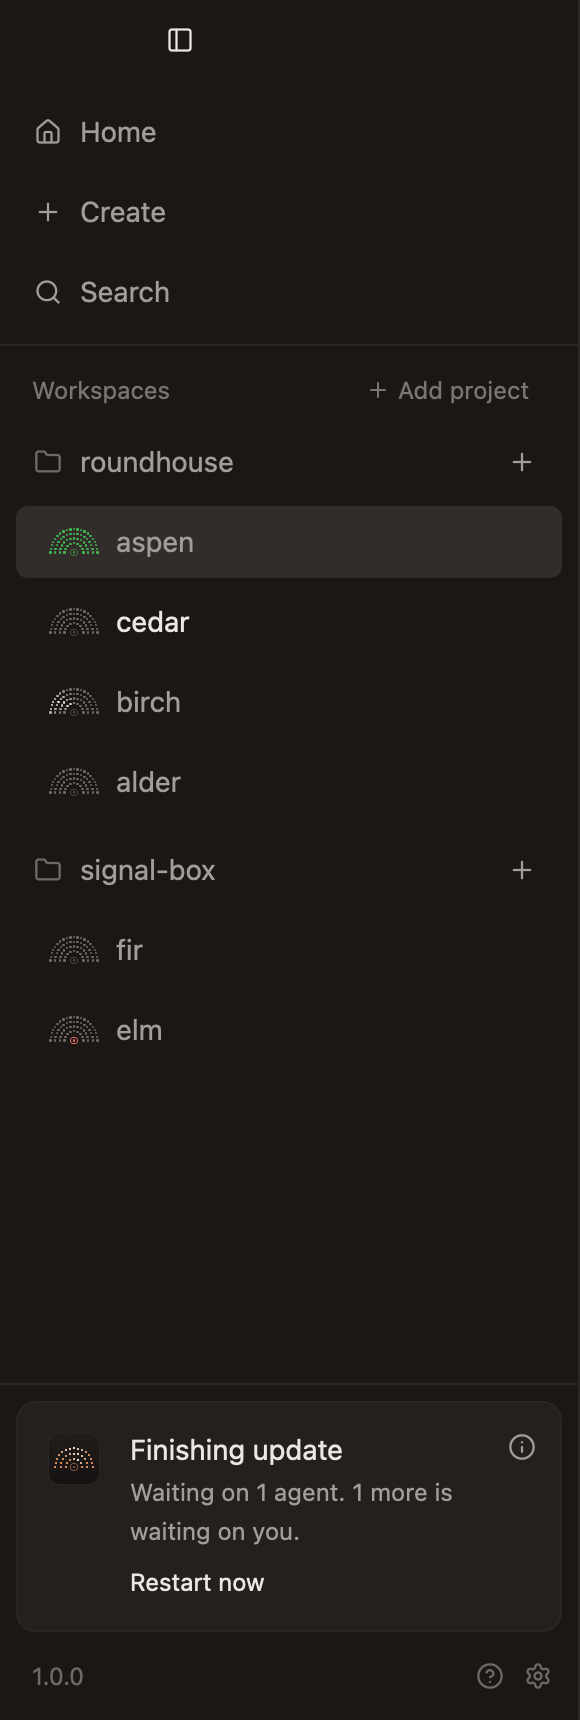 Home
Create
Search
Workspaces
Add project
roundhouse
aspen
cedar
birch
alder
signal-box
fir
elm
Finishing update
Waiting on 1 agent. 1 more is
waiting on you.
Restart now
1.0.0